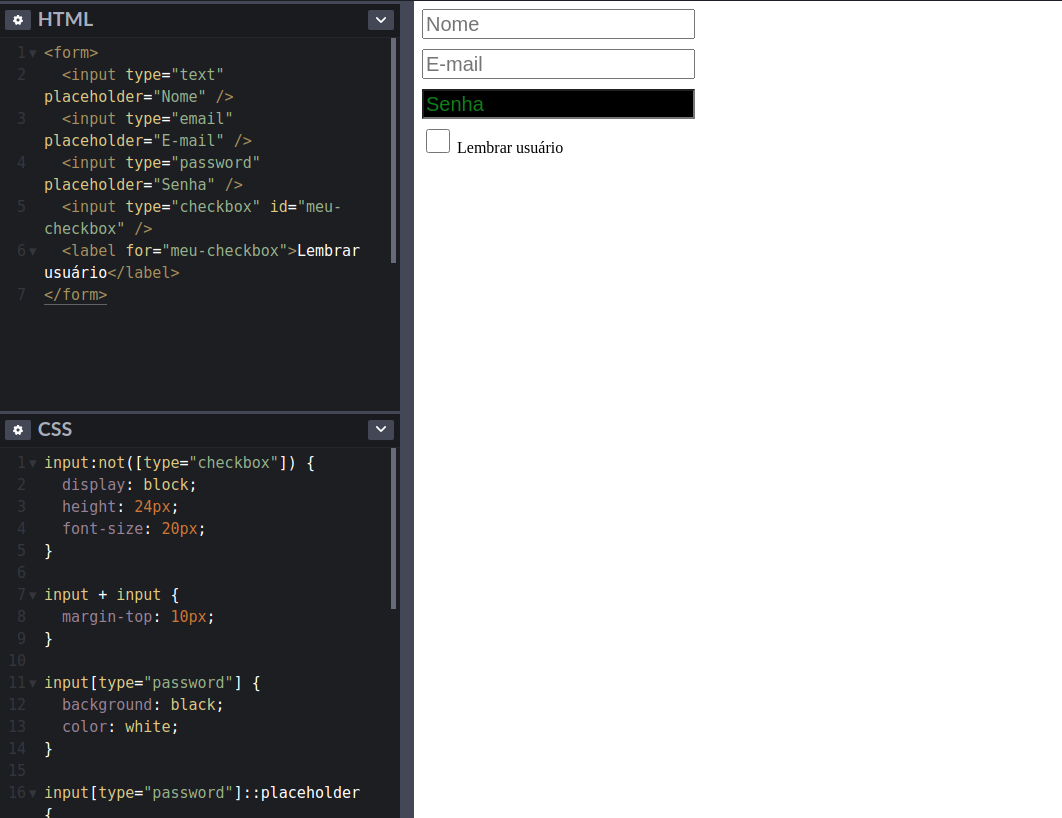 HTML
1 <form>
2 <input type="text"
placeholder="Nome" />
3 <input type="email"
placeholder="E-mail" />
4 <input type="password"
placeholder="Senha" />
5 <input type="checkbox" id="meu-
checkbox" />
6 <label for="meu-checkbox">Lembrar
usuário</label>
7 </form>
CSS
1 input:not([type="checkbox"]) {
2 display: block;
3 height: 24px;
4 font-size: 20px;
5 }
6
7 input + input {
8 margin-top: 10px;
9 }
10
11 input[type="password"] {
12 background: black;
13 color: white;
14 }
15
16 input[type="password"]::placeholder
{
Nome
E-mail
Senha
Lembrar usuário